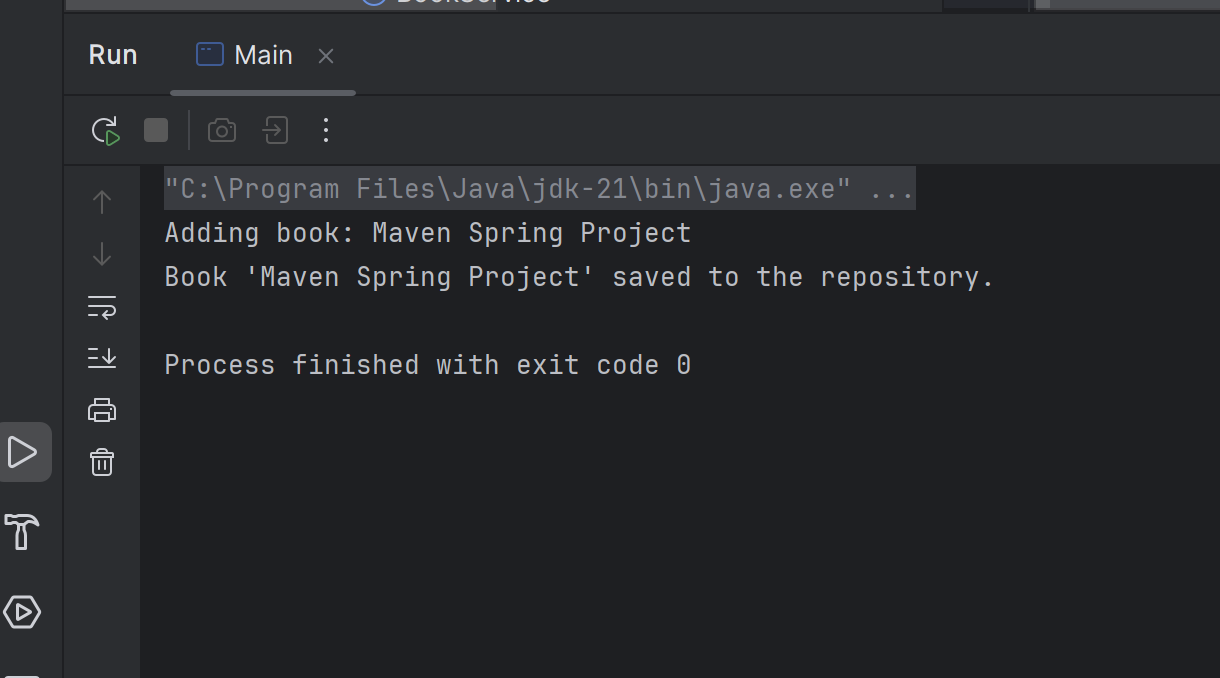 BookService
Run
Main
"C:\Program Files\Java\jdk-21\bin\java.exe" ...
Adding book: Maven Spring Project
Book 'Maven Spring Project' saved to the repository.
Process finished with exit code 0